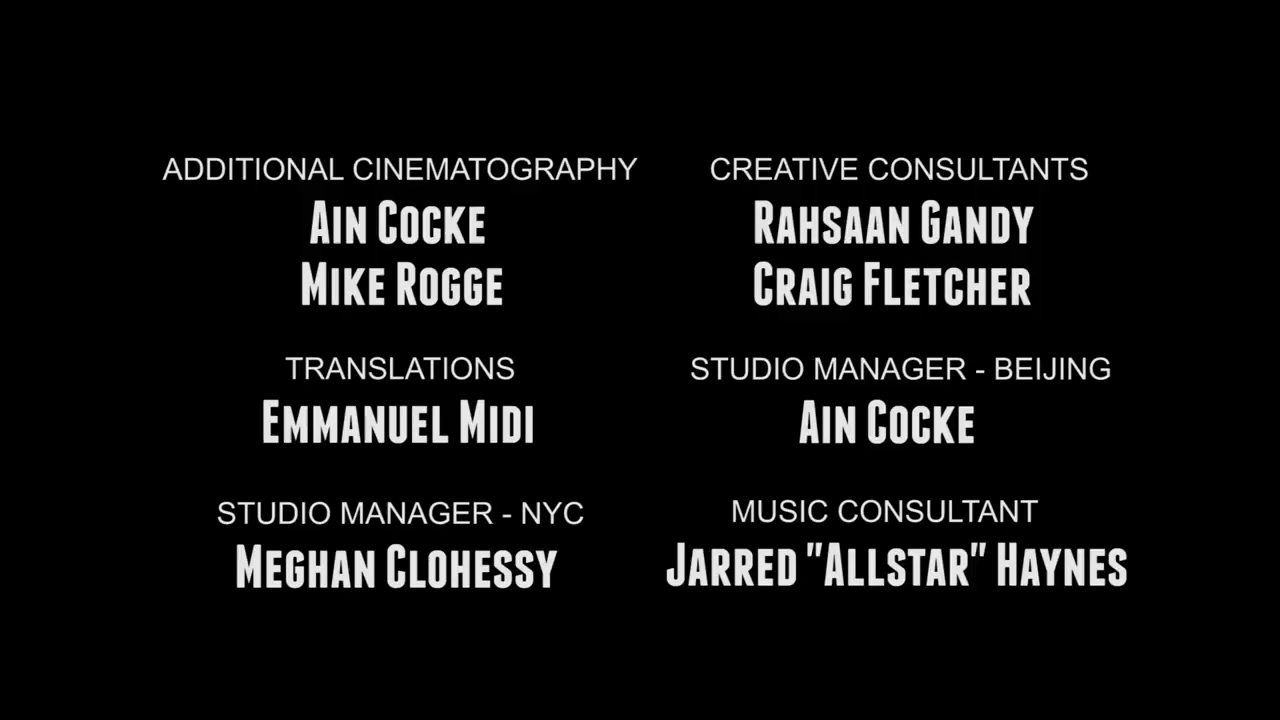 ADDITIONAL CINEMATOGRAPHY
AIN COCKE
MIKE ROGGE
CREATIVE CONSULTANTS
RAHSAAN GANDY
CRAIG FLETCHER
TRANSLATIONS
EMMANUEL MIDI
STUDIO MANAGER - BEIJING
AIN COCKE
STUDIO MANAGER - NYC
MEGHAN CLOHESSY
MUSIC CONSULTANT
JARRED "ALLSTAR" HAYNES